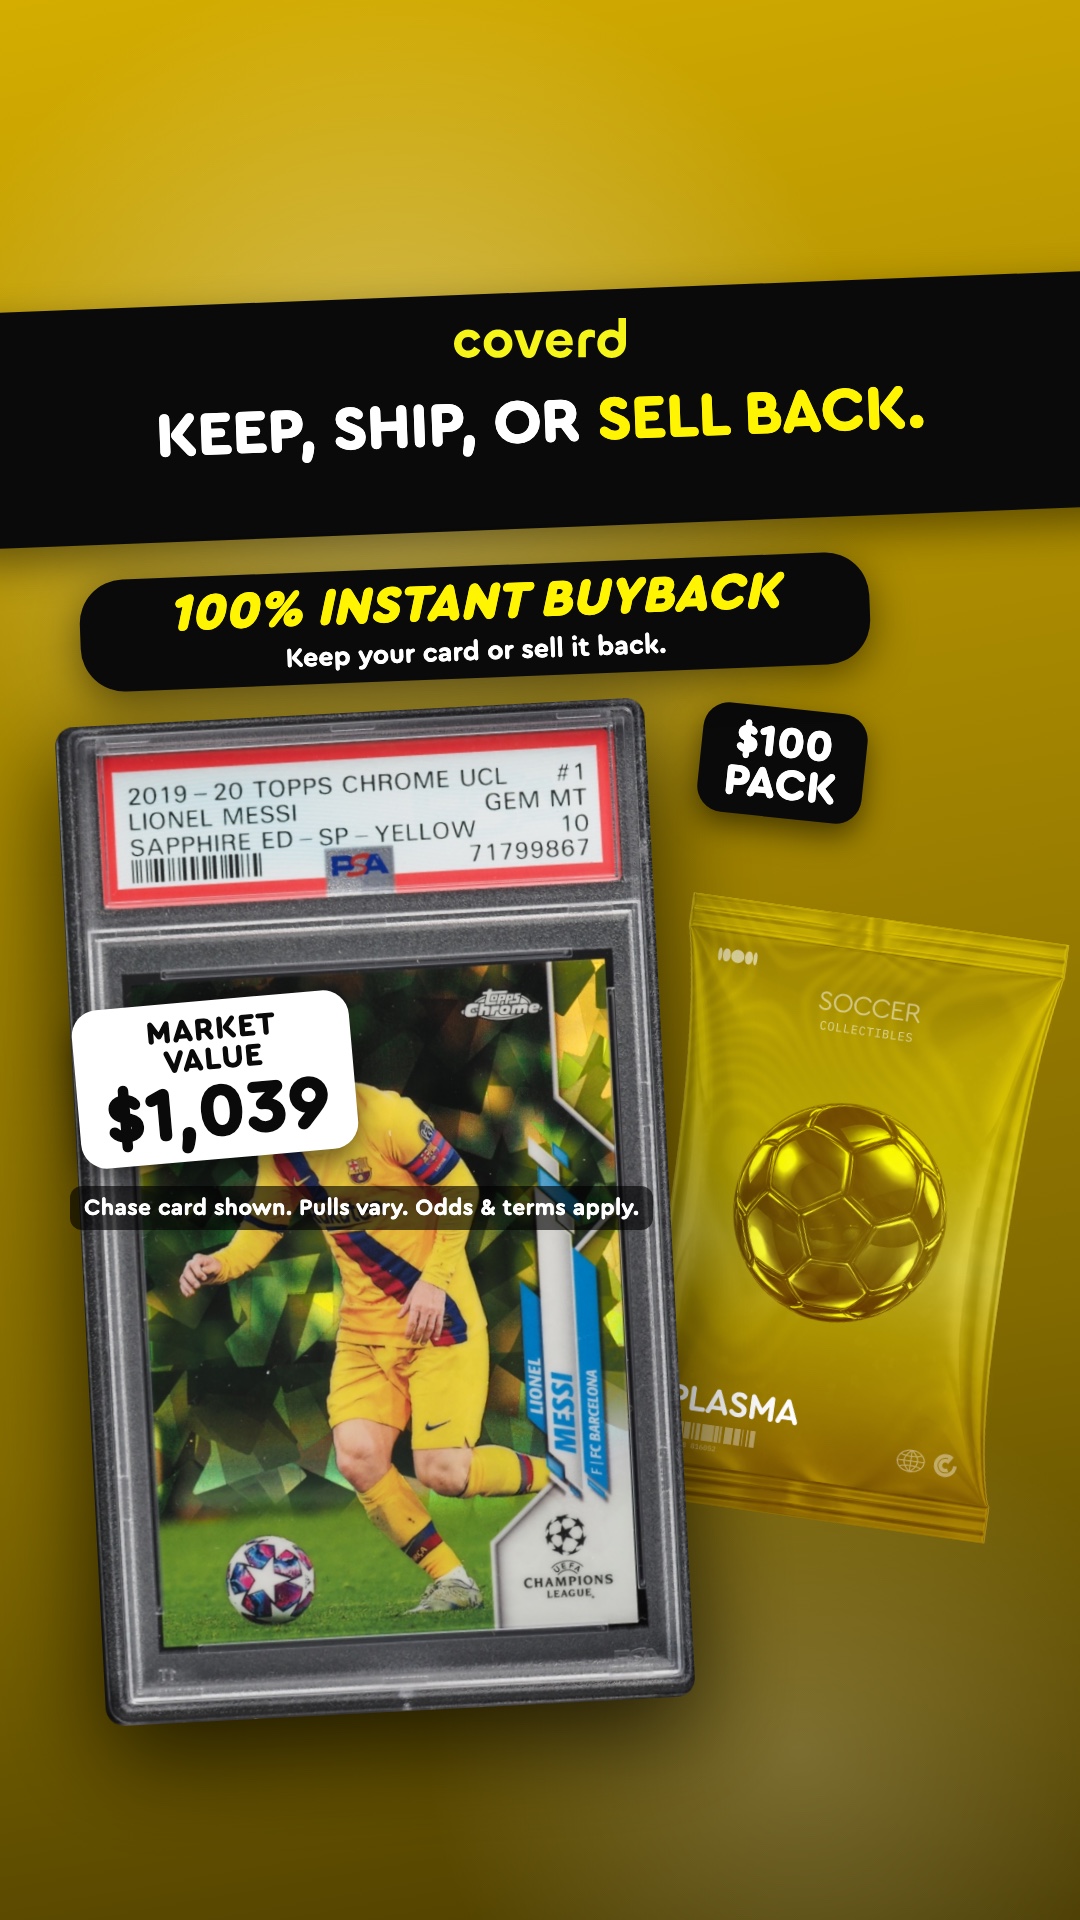 coverd
KEEP, SHIP, OR SELL BACK.
100% INSTANT BUYBACK
Keep your card or sell it back.
$100
PACK
2019-20 TOPPS CHROME UCL #1
LIONEL MESSI GEM MT
SAPPHIRE ED-SP-YELLOW 10
PSA 71799867
Topps
Chrome
MARKET
VALUE
$1,039
Chase card shown. Pulls vary. Odds & terms apply.
LIONEL
MESSI
F | FC BARCELONA
UEFA
CHAMPIONS
LEAGUE
SOCCER
COLLECTIBLES
PLASMA